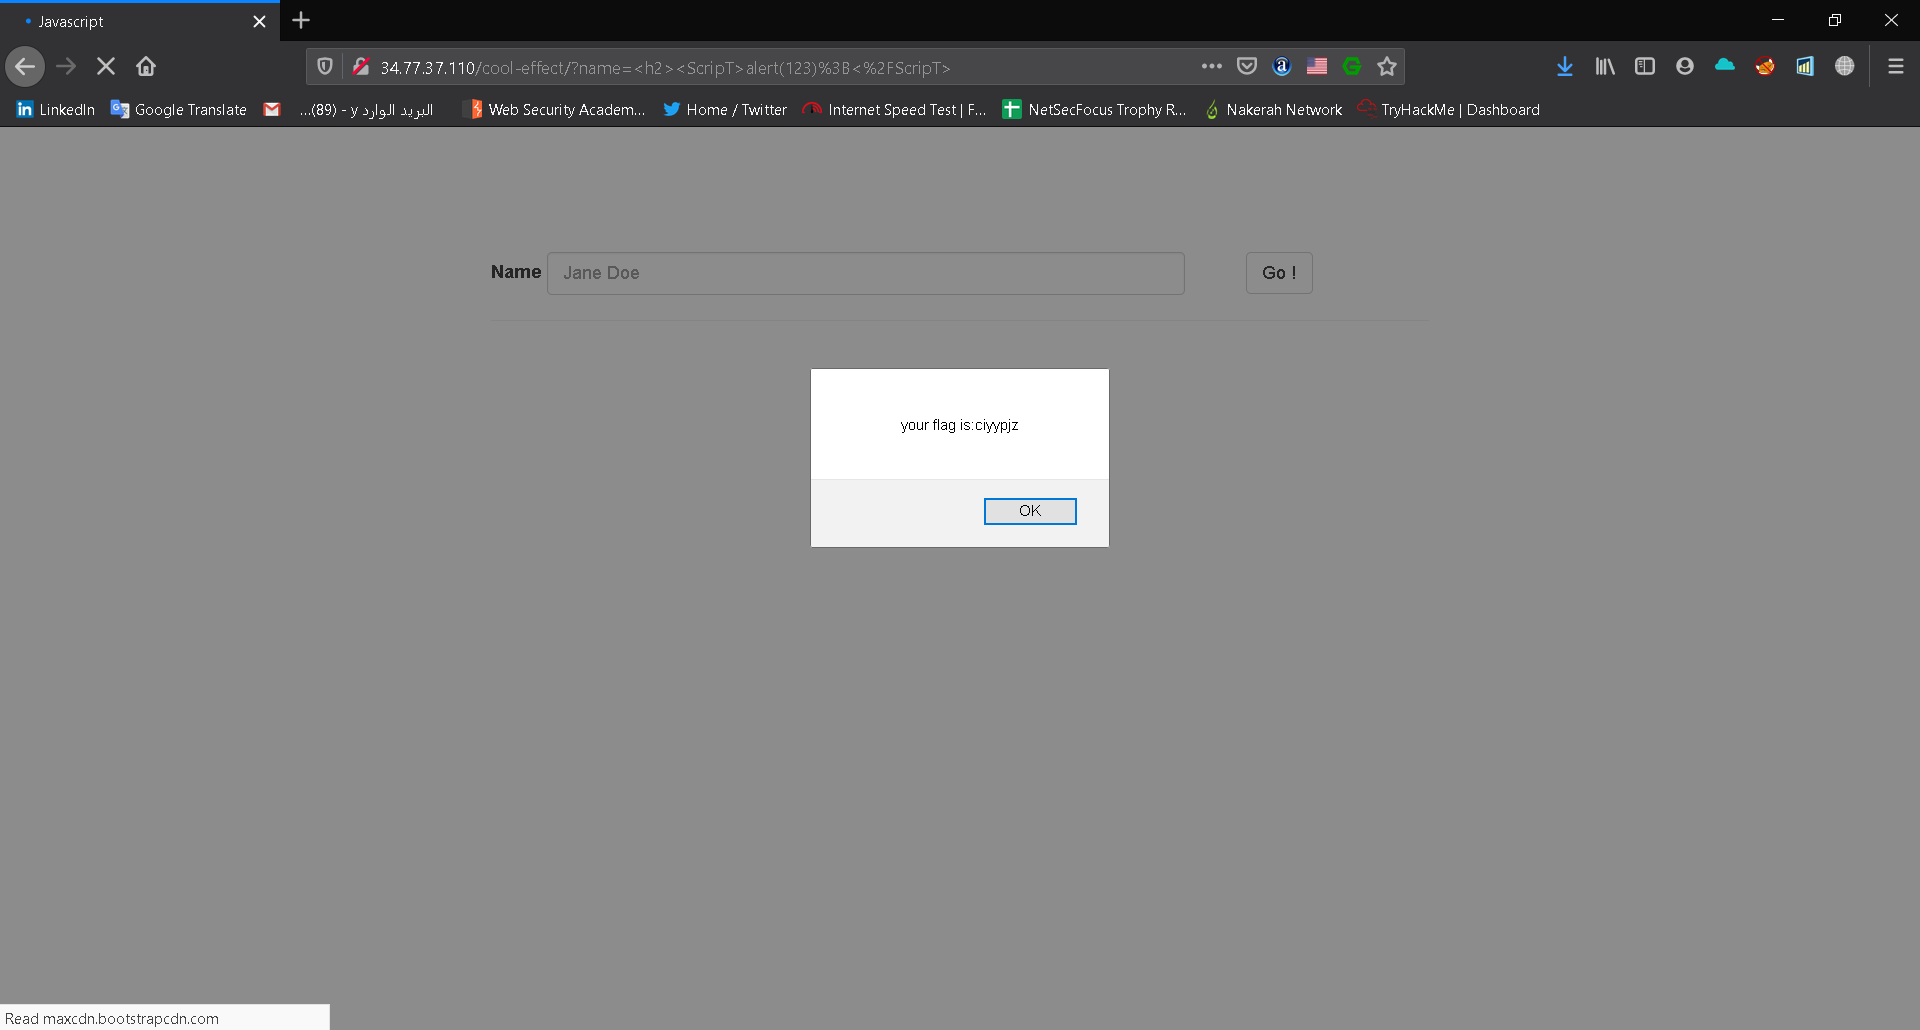 Javascript
34.77.37.110/cool-effect/?name=<h2><ScripT>alert(123)%3B<%2FScripT>
LinkedIn
Google Translate
البريد الوارد y - (89)...
Web Security Academ...
Home / Twitter
Internet Speed Test | F...
NetSecFocus Trophy R...
Nakerah Network
TryHackMe | Dashboard
Name
Jane Doe
Go !
your flag is:ciyypjz
OK
Read maxcdn.bootstrapcdn.com